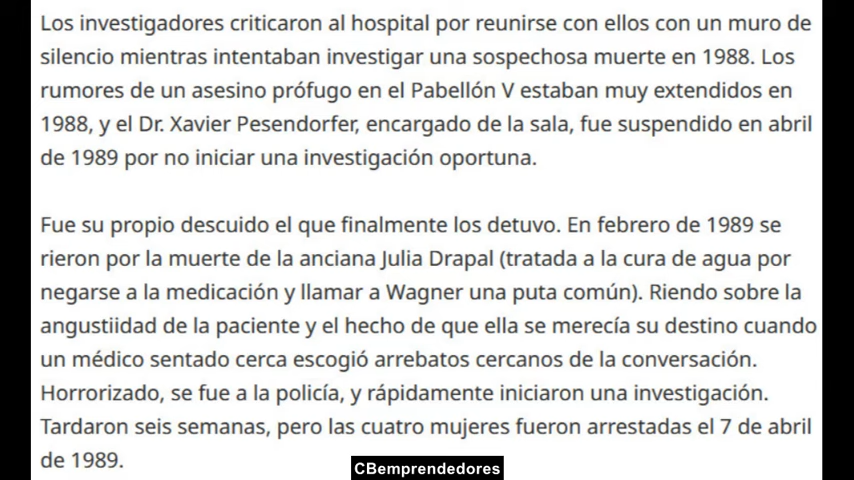 Los investigadores criticaron al hospital por reunirse con ellos con un muro de
silencio mientras intentaban investigar una sospechosa muerte en 1988. Los
rumores de un asesino prófugo en el Pabellón V estaban muy extendidos en
1988, y el Dr. Xavier Pesendorfer, encargado de la sala, fue suspendido en abril
de 1989 por no iniciar una investigación oportuna.
Fue su propio descuido el que finalmente los detuvo. En febrero de 1989 se
rieron por la muerte de la anciana Julia Drapal (tratada a la cura de agua por
negarse a la medicación y llamar a Wagner una puta común). Riendo sobre la
angustiidad de la paciente y el hecho de que ella se merecía su destino cuando
un médico sentado cerca escogió arrebatos cercanos de la conversación.
Horrorizado, se fue a la policía, y rápidamente iniciaron una investigación.
Tardaron seis semanas, pero las cuatro mujeres fueron arrestadas el 7 de abril
de 1989.
CBemprendedores